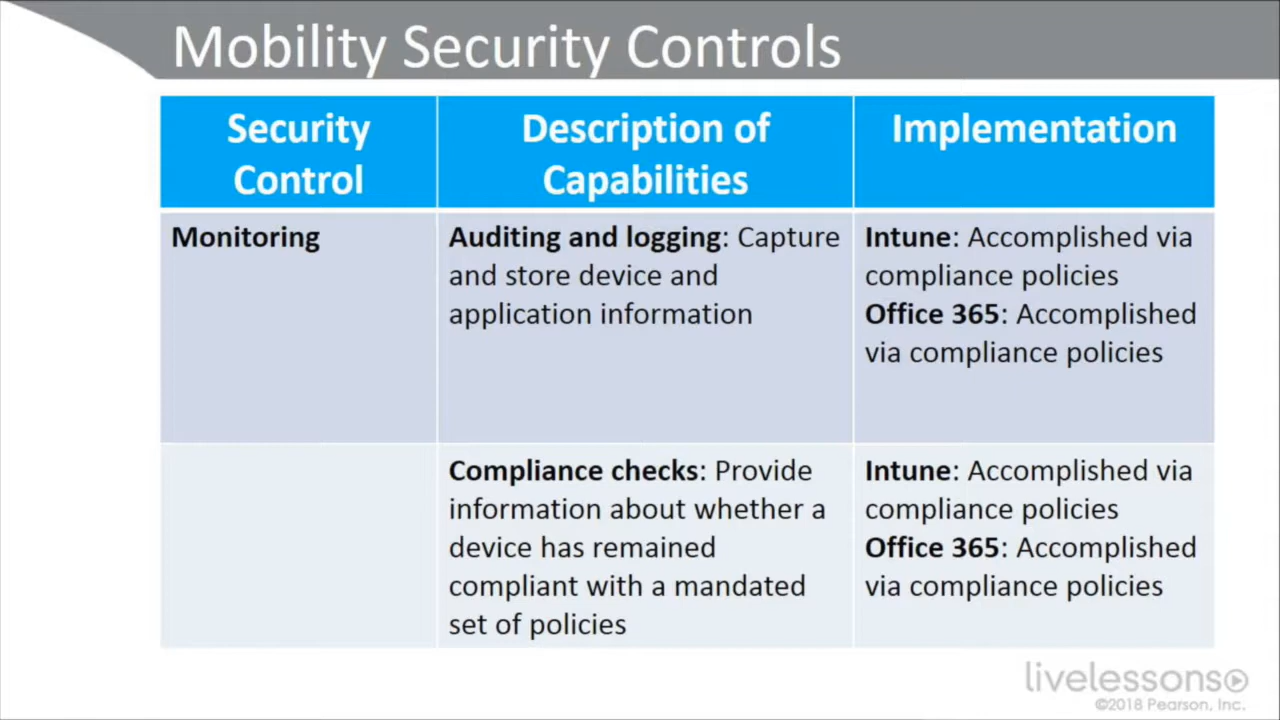 Mobility Security Controls
Security
Control
Description of
Capabilities
Implementation
Monitoring
Auditing and logging: Capture
and store device and
application information
Intune: Accomplished via
compliance policies
Office 365: Accomplished
via compliance policies
Compliance checks: Provide
information about whether a
device has remained
compliant with a mandated
set of policies
Intune: Accomplished via
compliance policies
Office 365: Accomplished
via compliance policies
livelessons
©2018 Pearson, Inc.